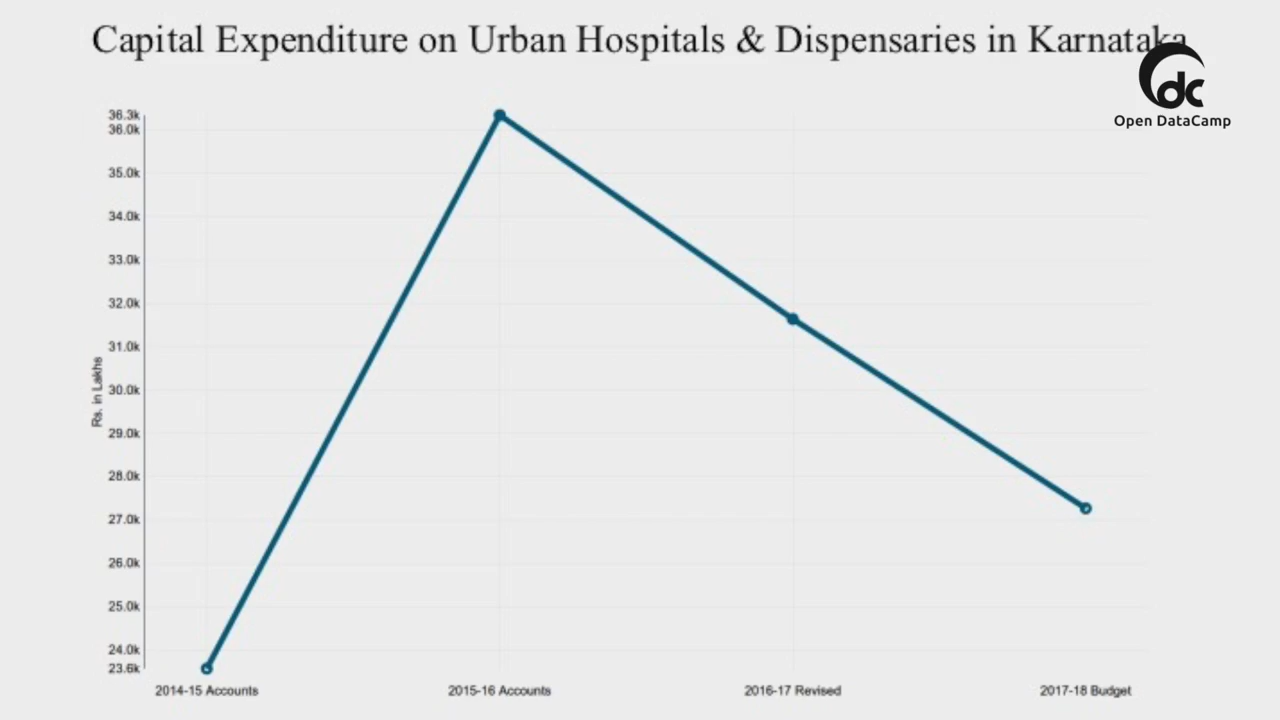 Capital Expenditure on Urban Hospitals & Dispensaries in Karnataka
dc
Open DataCamp
36.3k
36.0k
35.0k
34.0k
33.0k
32.0k
31.0k
30.0k
29.0k
28.0k
27.0k
26.0k
25.0k
24.0k
23.6k
Rs. in Lakhs
2014-15 Accounts
2015-16 Accounts
2016-17 Revised
2017-18 Budget